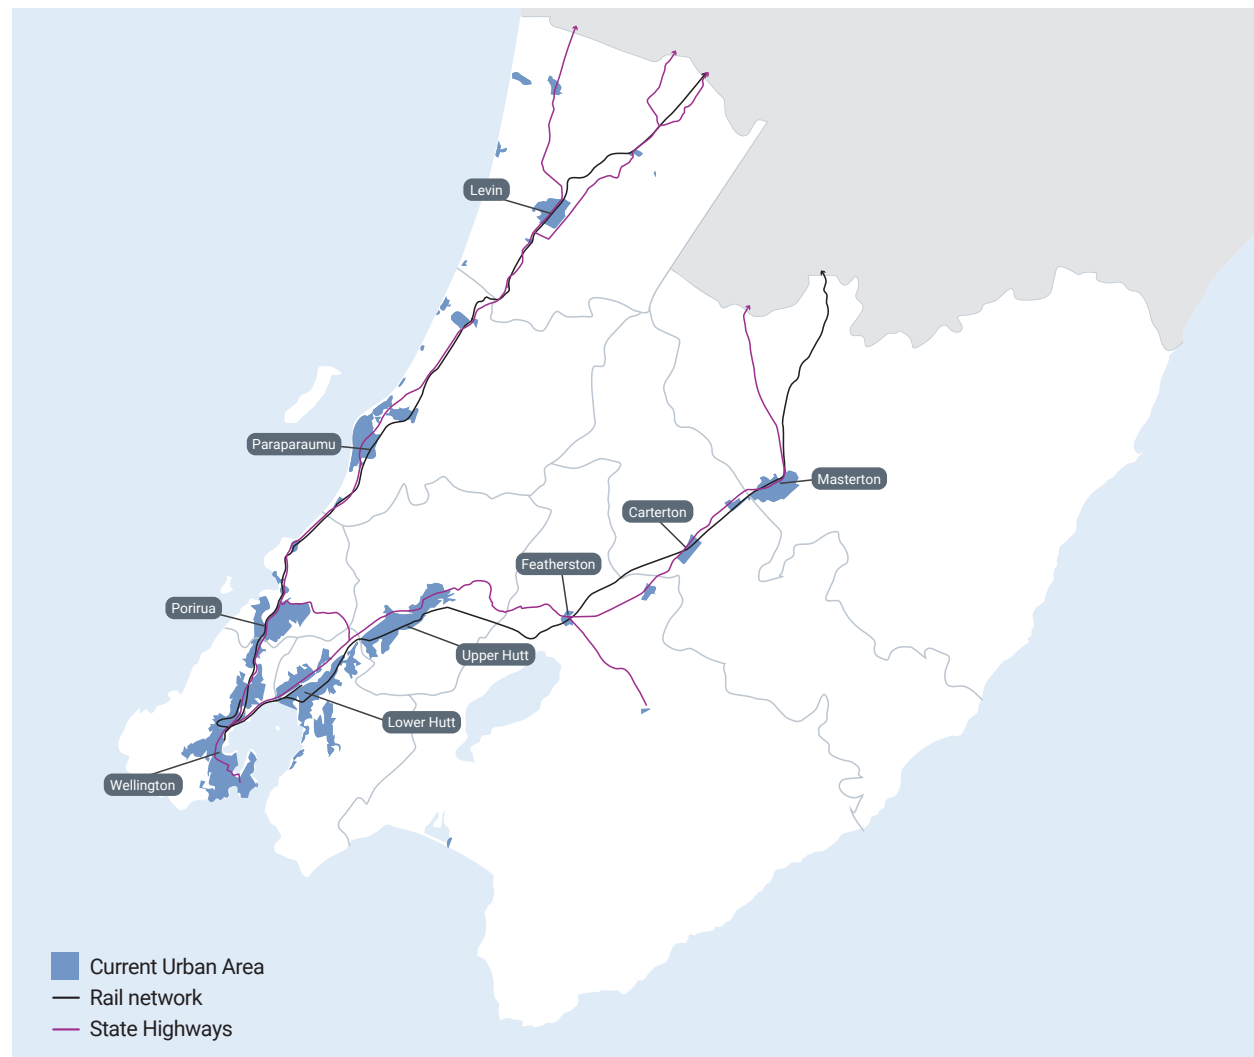 Levin
Paraparaumu
Masterton
Carterton
Featherston
Porirua
Upper Hutt
Lower Hutt
Wellington
Current Urban Area
Rail network
State Highways